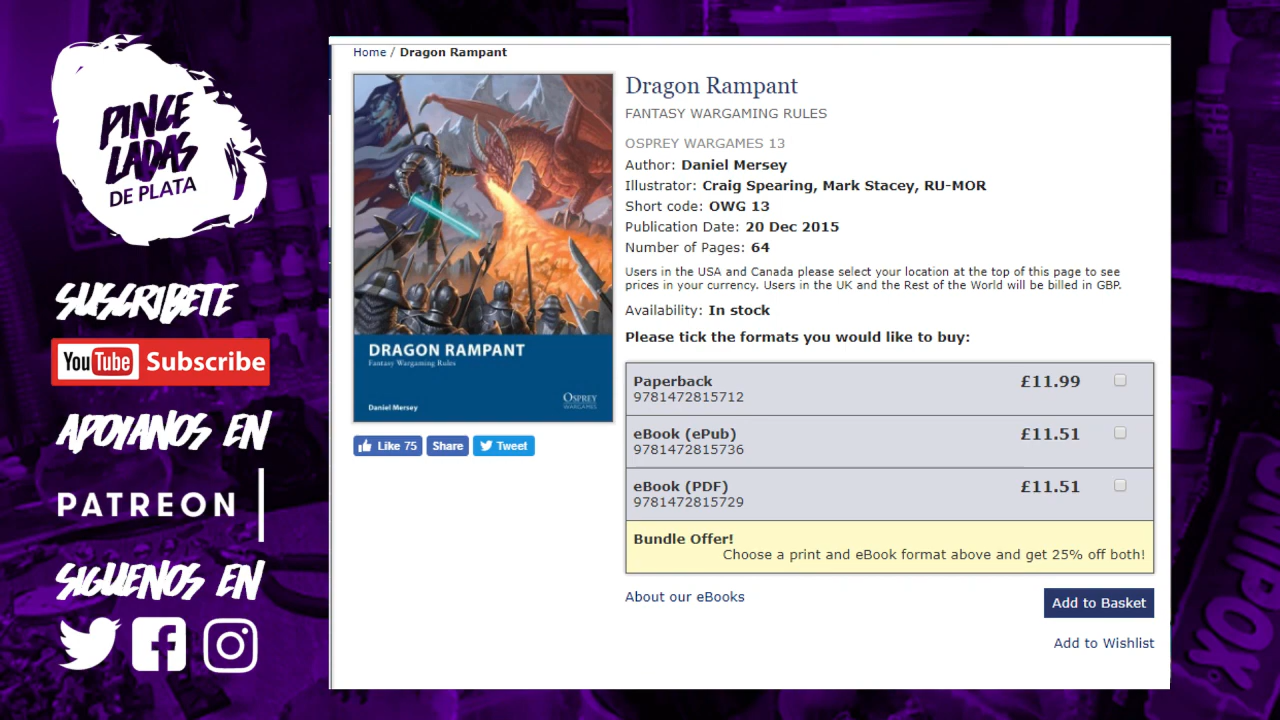 PINCE
LADAS
DE PLATA
SUSCRIBETE
YouTube Subscribe
APOYANOS EN
PATREON
SIGUENOS EN
Home / Dragon Rampant
DRAGON RAMPANT
Fantasy Wargaming Rules
Daniel Mersey
OSPREY
WARGAMES
Like 75
Share
Tweet
Dragon Rampant
FANTASY WARGAMING RULES
OSPREY WARGAMES 13
Author: Daniel Mersey
Illustrator: Craig Spearing, Mark Stacey, RU-MOR
Short code: OWG 13
Publication Date: 20 Dec 2015
Number of Pages: 64
Users in the USA and Canada please select your location at the top of this page to see
prices in your currency. Users in the UK and the Rest of the World will be billed in GBP.
Availability: In stock
Please tick the formats you would like to buy:
Paperback £11.99
9781472815712
eBook (ePub) £11.51
9781472815736
eBook (PDF) £11.51
9781472815729
Bundle Offer!
Choose a print and eBook format above and get 25% off both!
About our eBooks
Add to Basket
Add to Wishlist